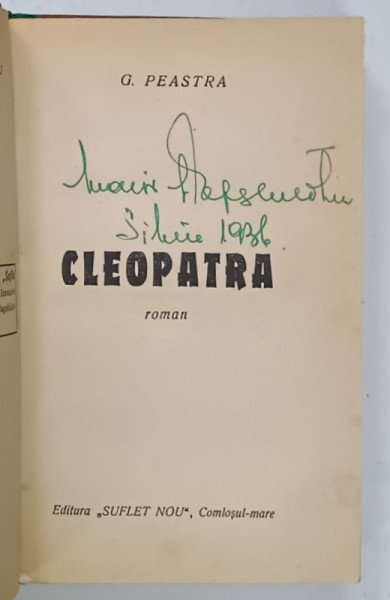 G. PEASTRA
Sibiu 1936
CLEOPATRA
roman
Editura „SUFLET NOU", Comloșul-mare